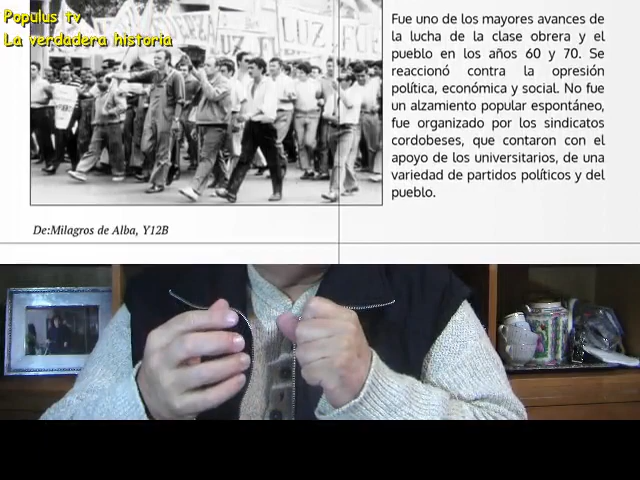 Populus tv
La verdadera historia
LUZ
LUZ
Fue uno de los mayores avances de
la lucha de la clase obrera y el
pueblo en los años 60 y 70. Se
reaccionó contra la opresión
política, económica y social. No fue
un alzamiento popular espontáneo,
fue organizado por los sindicatos
cordobeses, que contaron con el
apoyo de los universitarios, de una
variedad de partidos políticos y del
pueblo.
De:Milagros de Alba, Y12B